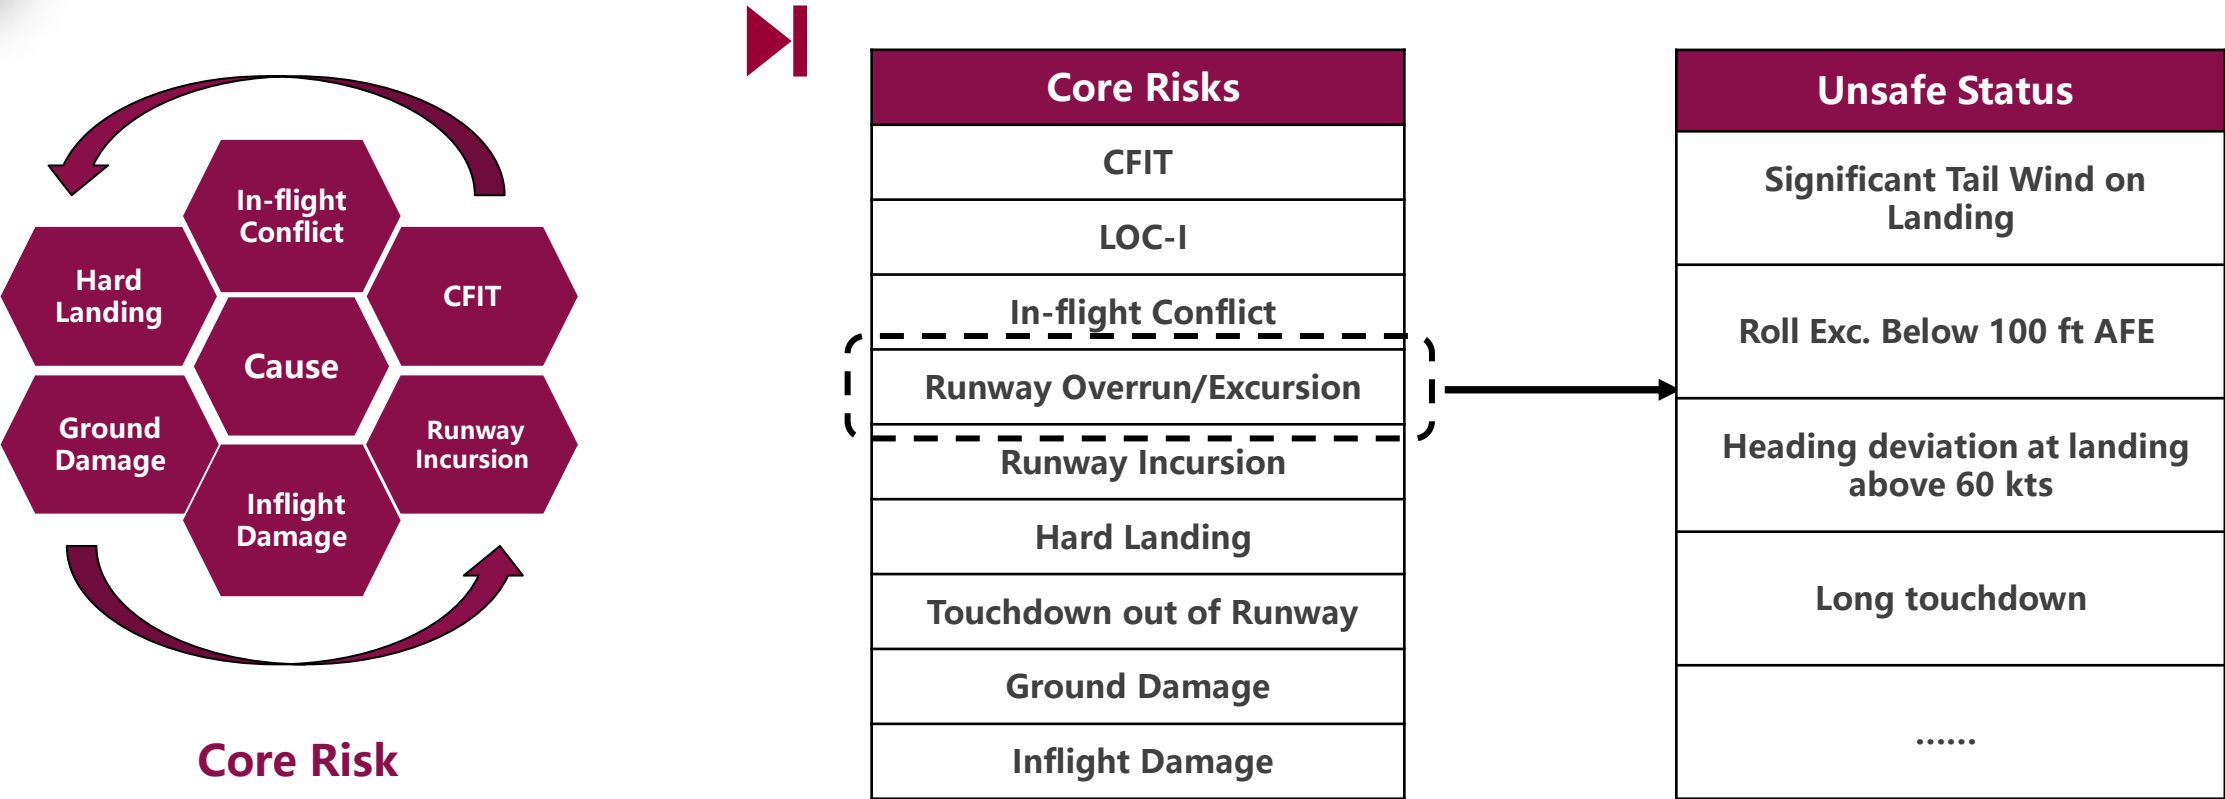 In-flight
Conflict
Hard
Landing
CFIT
Cause
Ground
Damage
Runway
Incursion
Inflight
Damage
Core Risk
Core Risks
CFIT
LOC-I
In-flight Conflict
Runway Overrun/Excursion
Runway Incursion
Hard Landing
Touchdown out of Runway
Ground Damage
Inflight Damage
Unsafe Status
Significant Tail Wind on
Landing
Roll Exc. Below 100 ft AFE
Heading deviation at landing
above 60 kts
Long touchdown
......